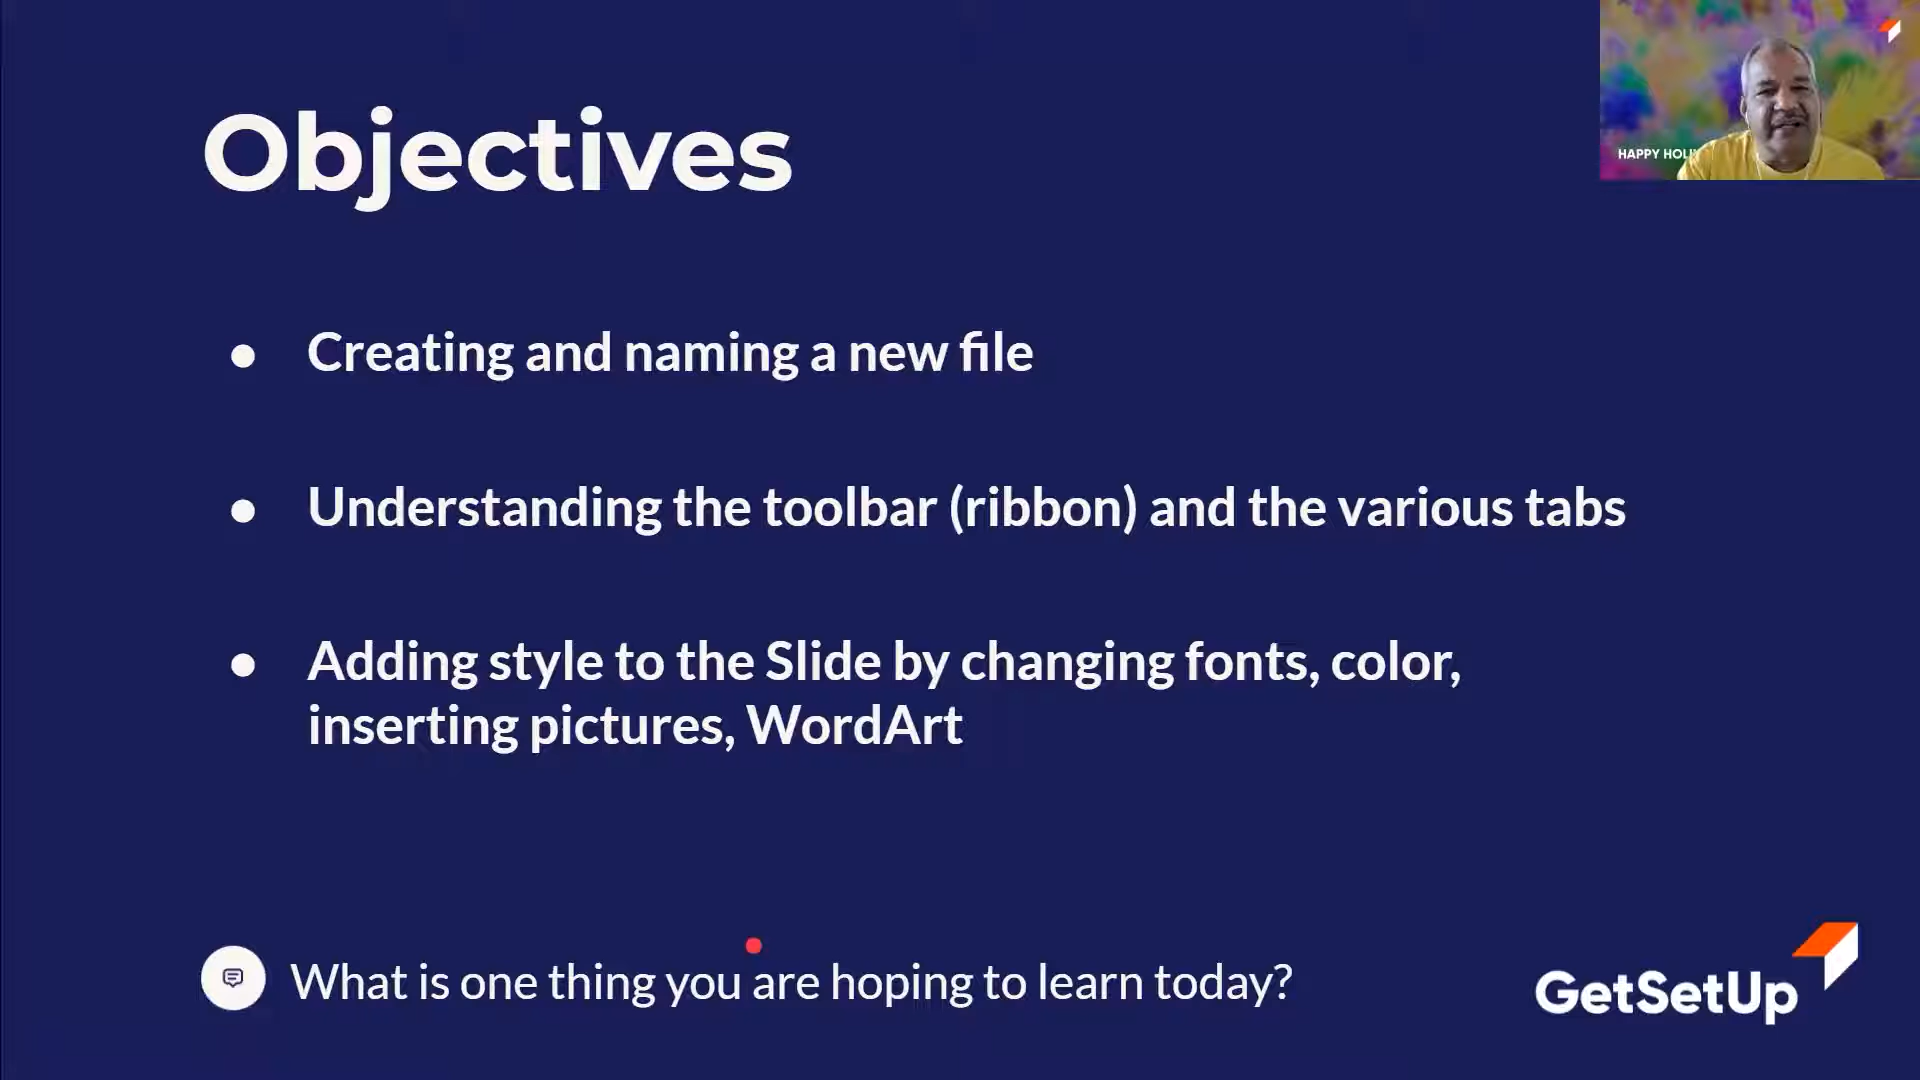 Objectives
HAPPY HOLI
● Creating and naming a new file
● Understanding the toolbar (ribbon) and the various tabs
● Adding style to the Slide by changing fonts, color,
inserting pictures, WordArt
What is one thing you are hoping to learn today?
GetSetUp